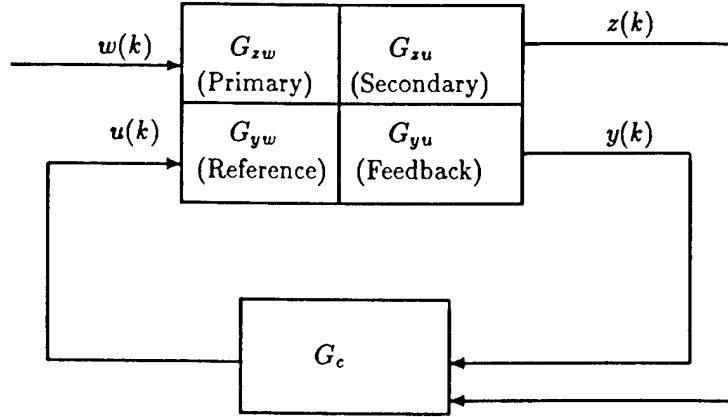 w(k)
G_zw
(Primary)
G_zu
(Secondary)
z(k)
u(k)
G_yw
(Reference)
G_yu
(Feedback)
y(k)
G_c